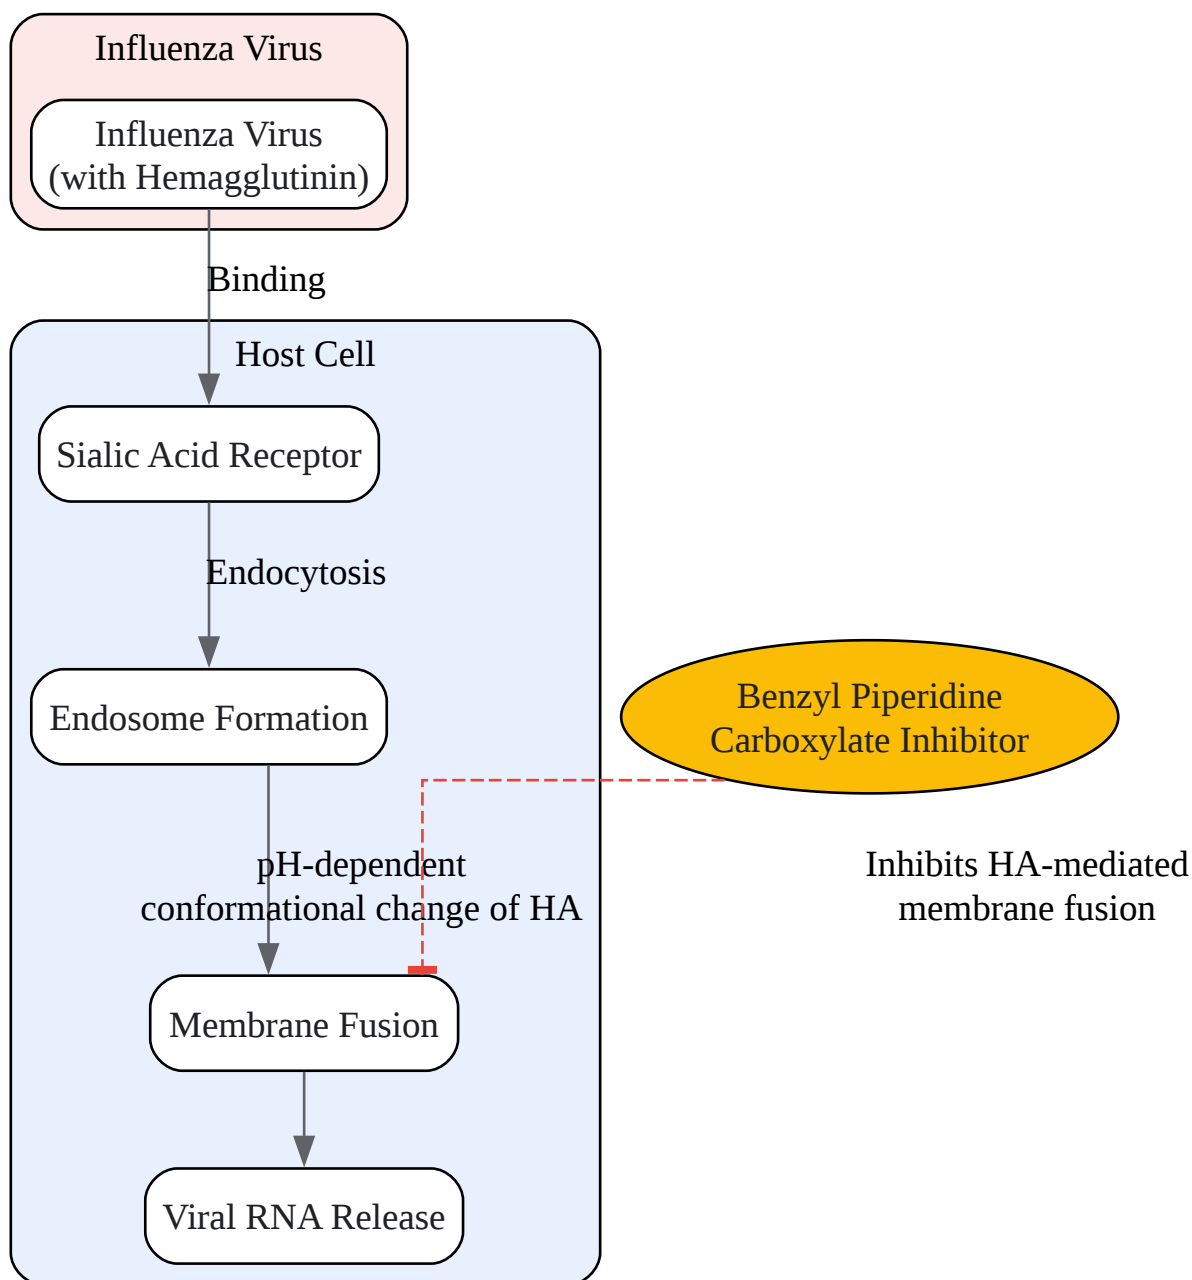 Influenza Virus
Influenza Virus
(with Hemagglutinin)
Binding
Host Cell
Sialic Acid Receptor
Endocytosis
Endosome Formation
Benzyl Piperidine
Carboxylate Inhibitor
pH-dependent
conformational change of HA
Inhibits HA-mediated
membrane fusion
Membrane Fusion
Viral RNA Release